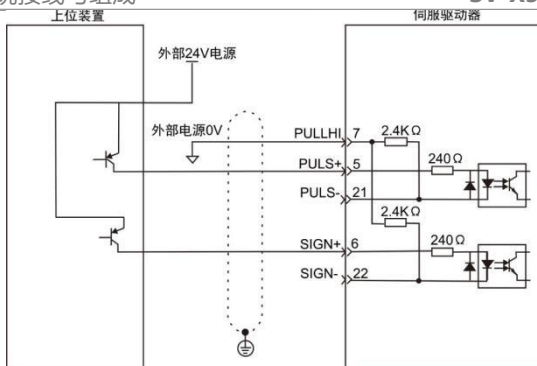 上位装置
伺服驱动器
外部24V电源
外部电源0V
PULLHI 7
2.4KΩ
PULS+ 5
240Ω
PULS- 21
2.4KΩ
SIGN+ 6
240Ω
SIGN- 22